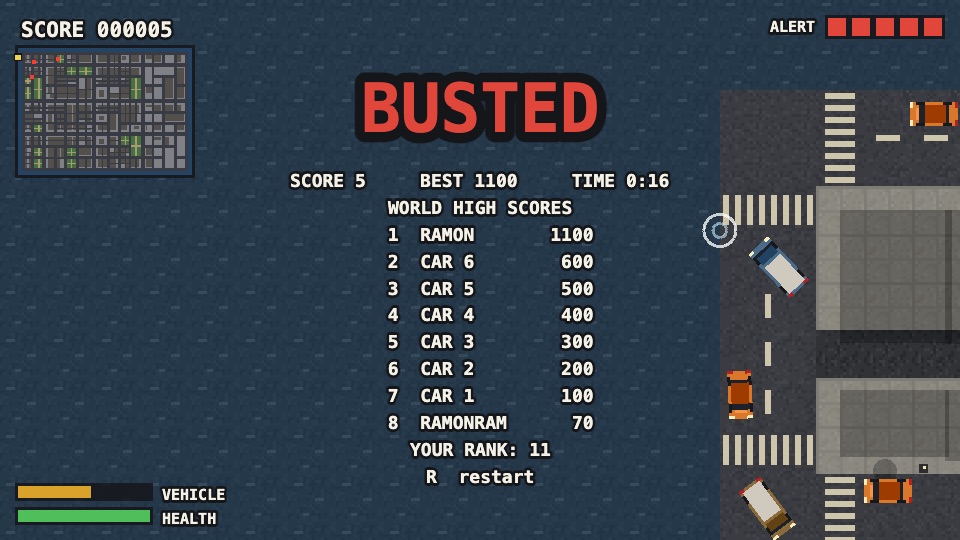 SCORE 000005
ALERT
BUSTED
SCORE 5 BEST 1100 TIME 0:16
WORLD HIGH SCORES
1 RAMON 1100
2 CAR 6 600
3 CAR 5 500
4 CAR 4 400
5 CAR 3 300
6 CAR 2 200
7 CAR 1 100
8 RAMONRAM 70
YOUR RANK: 11
R restart
VEHICLE
HEALTH